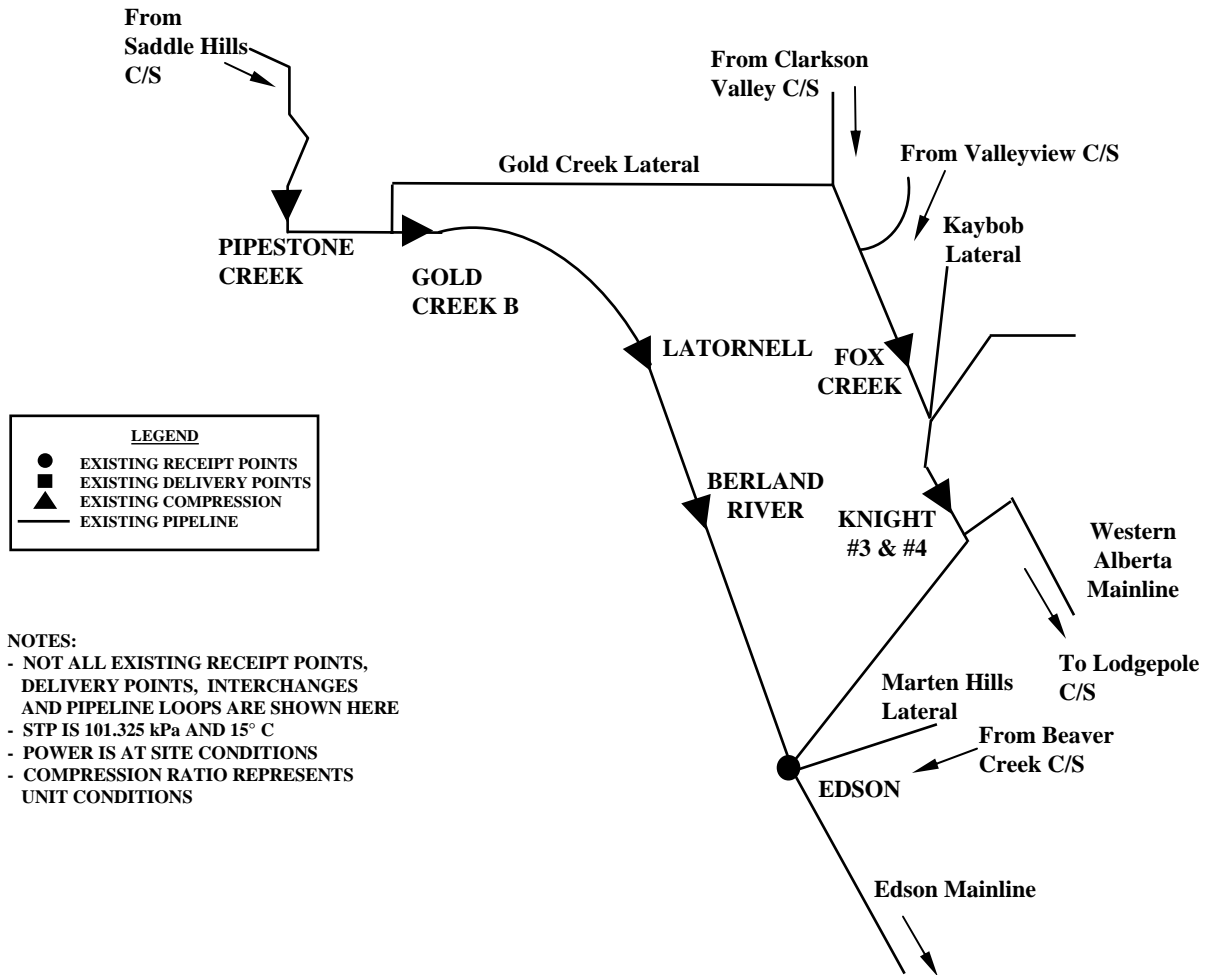 From
Saddle Hills
C/S
From Clarkson
Valley C/S
From Valleyview C/S
Gold Creek Lateral
Kaybob
Lateral
PIPESTONE
CREEK
GOLD
CREEK B
LATORNELL
FOX
CREEK
LEGEND
EXISTING RECEIPT POINTS
EXISTING DELIVERY POINTS
EXISTING COMPRESSION
EXISTING PIPELINE
BERLAND
RIVER
KNIGHT
#3 & #4
Western
Alberta
Mainline
NOTES:
- NOT ALL EXISTING RECEIPT POINTS,
DELIVERY POINTS, INTERCHANGES
AND PIPELINE LOOPS ARE SHOWN HERE
- STP IS 101.325 kPa AND 15° C
- POWER IS AT SITE CONDITIONS
- COMPRESSION RATIO REPRESENTS
UNIT CONDITIONS
To Lodgepole
C/S
Marten Hills
Lateral
From Beaver
Creek C/S
EDSON
Edson Mainline